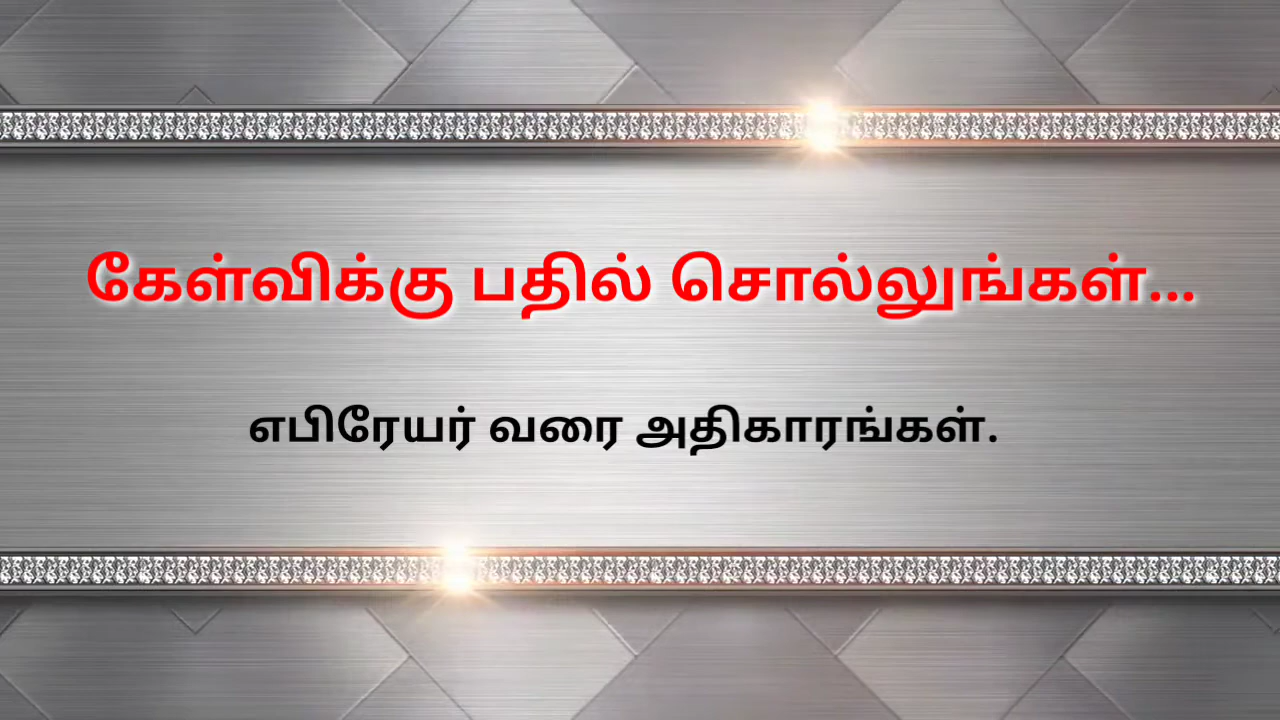 கேள்விக்கு பதில் சொல்லுங்கள்...
எபிரேயர் வரை அதிகாரங்கள்.